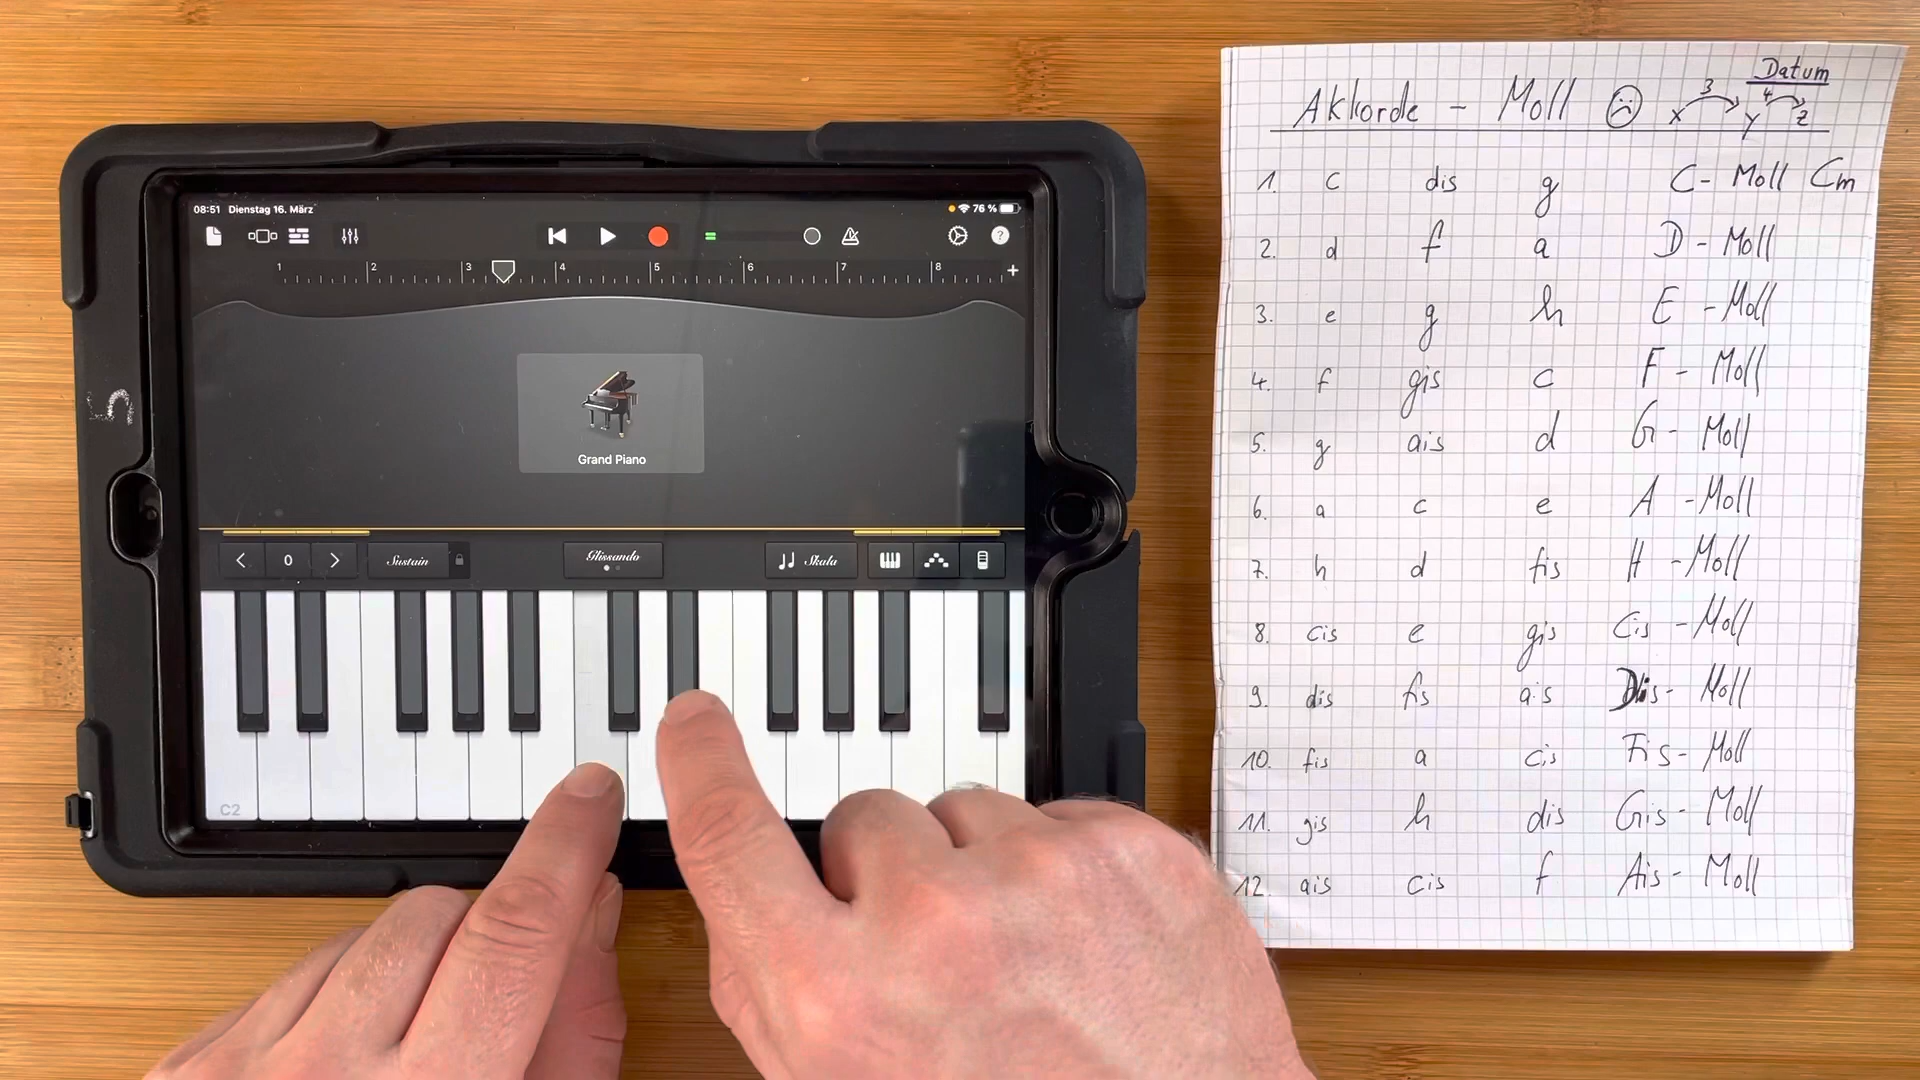 08:51 Dienstag 16. März
76 %
1 2 3 4 5 6 7 8 +
?
Grand Piano
0 Sustain Glissando Skala
C2
5
Datum
Akkorde - Moll x 3 y 4 z
1. c dis g C- Moll Cm
2. d f a D - Moll
3. e g h E - Moll
4. f gis c F - Moll
5. g ais d G - Moll
6. a c e A - Moll
7. h d fis H - Moll
8. cis e gis Cis - Moll
9. dis fis ais Dis- Moll
10. fis a cis Fis- Moll
11. gis h dis Gis- Moll
12. ais cis f Ais- Moll